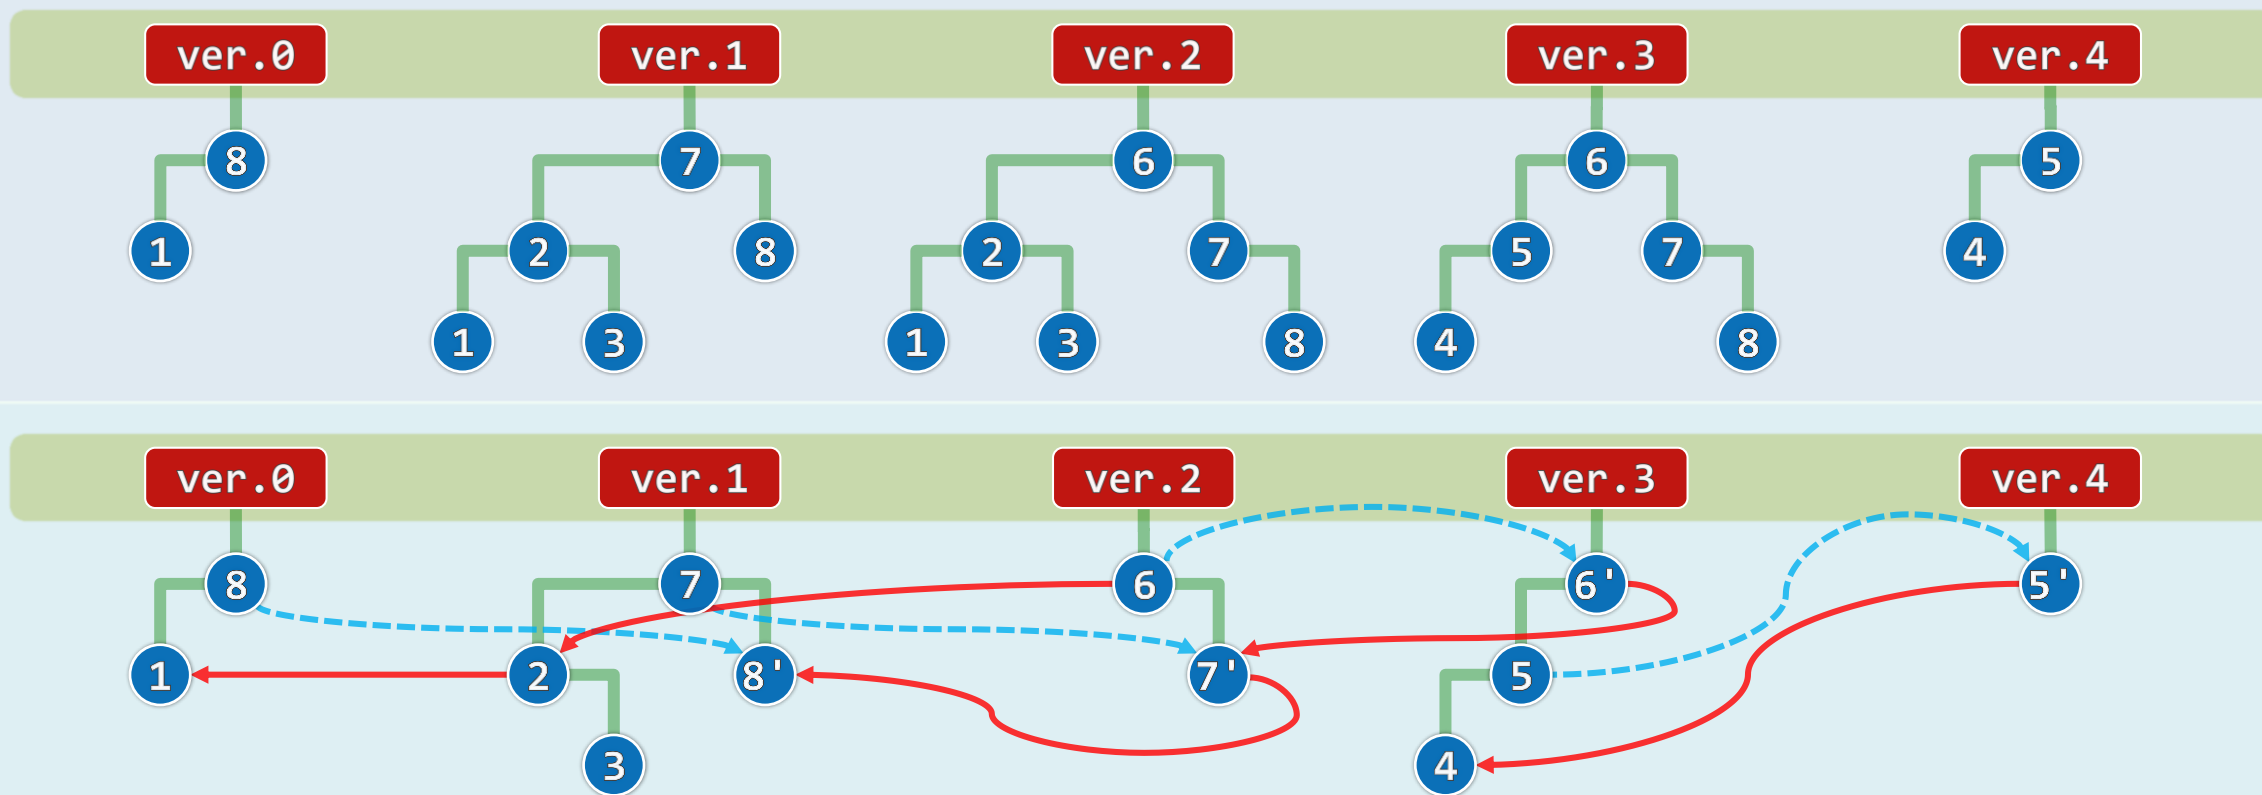 ver.0 ver.1 ver.2 ver.3 ver.4
8 7 6 6 5
1 2 8 2 7 5 7 4
1 3 1 3 8 4 8
ver.0 ver.1 ver.2 ver.3 ver.4
8 7 6 6' 5'
1 2 8' 7' 5
3 4